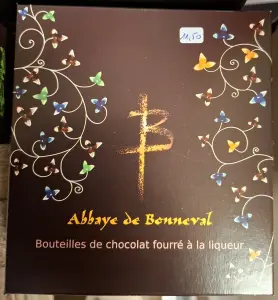 11,50
B
Abbaye de Bonneval
Bouteilles de chocolat fourré à la liqueur